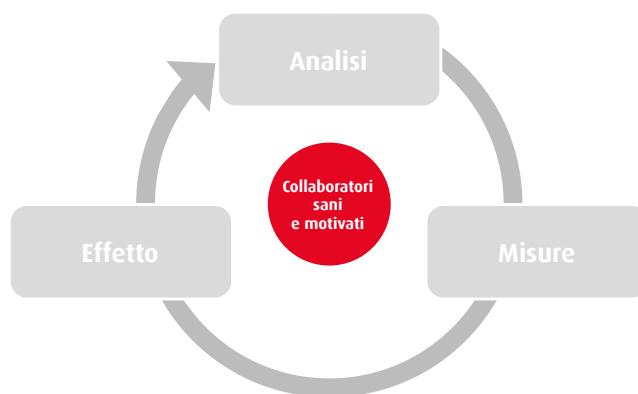 Analisi
Collaboratori
sani
e motivati
Effetto
Misure